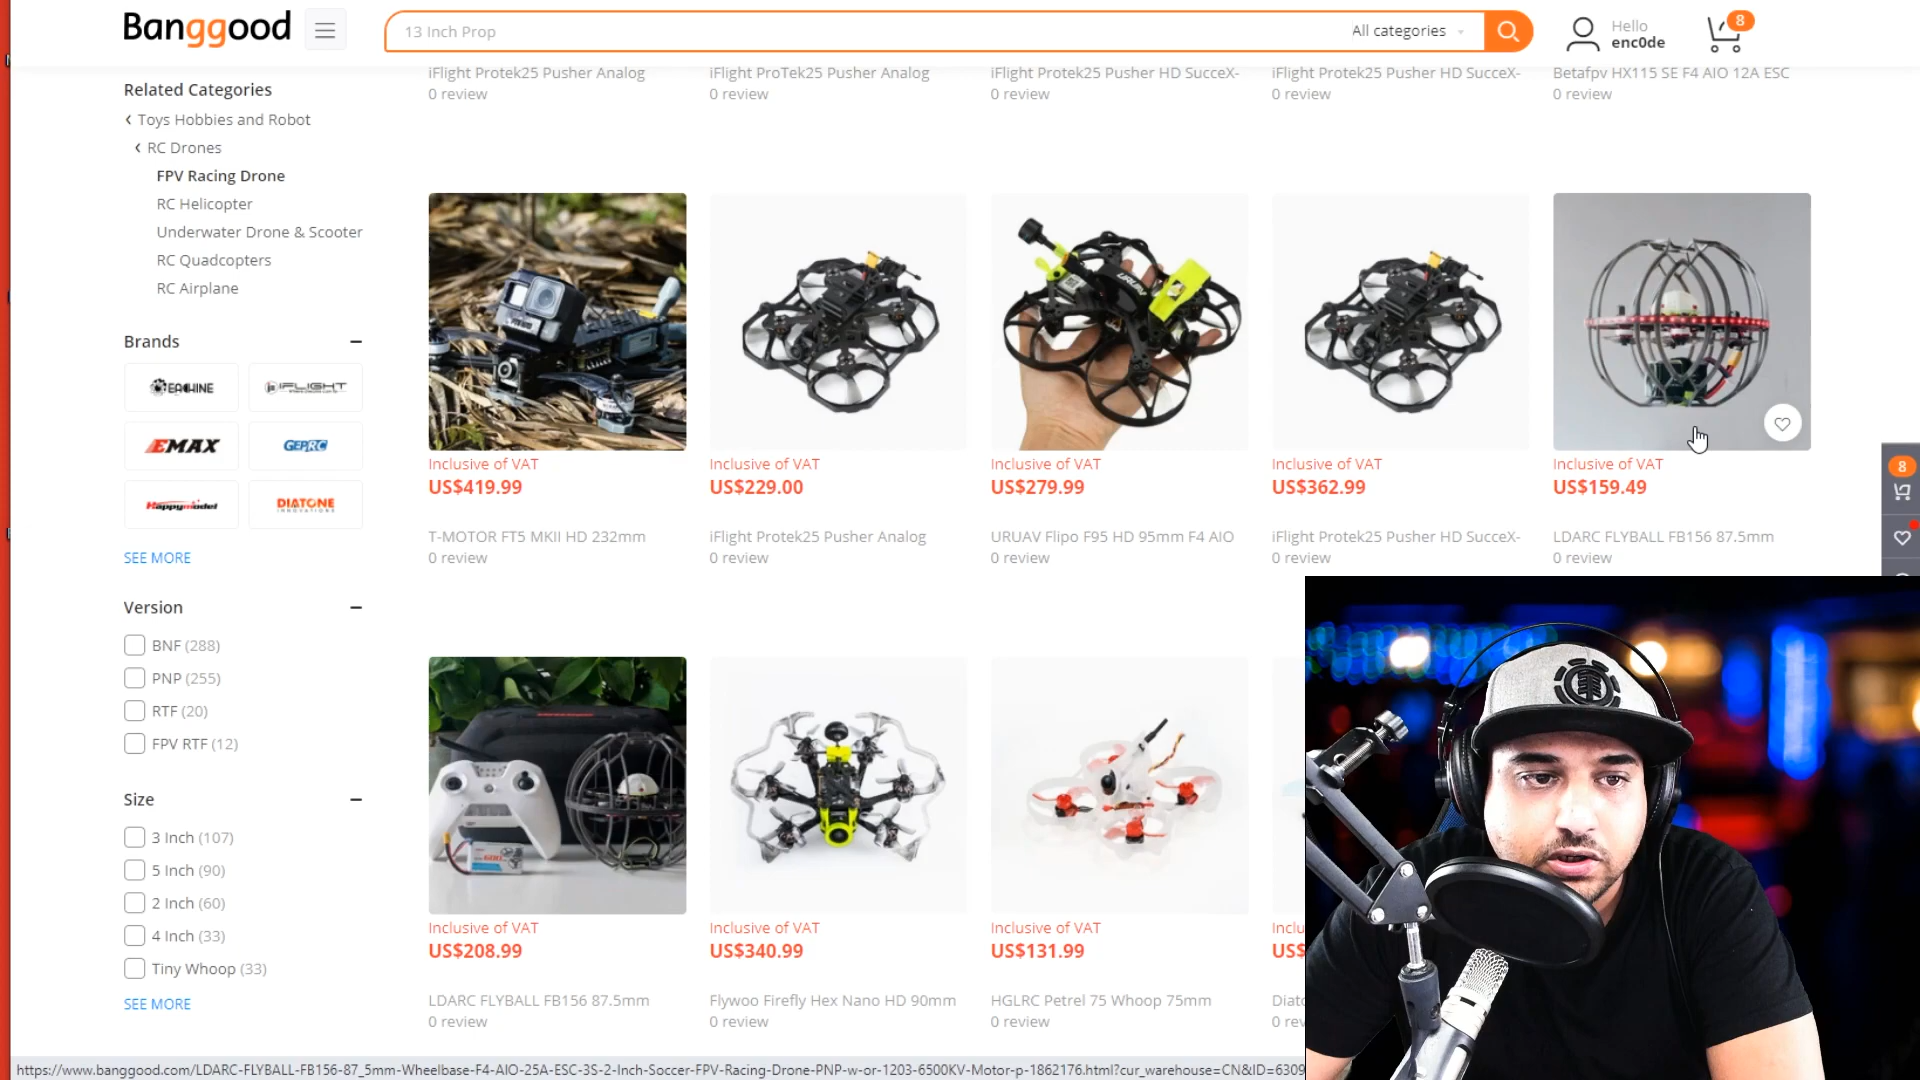 Banggood
13 Inch Prop
All categories
Hello
enc0de
8
Related Categories
Toys Hobbies and Robot
RC Drones
FPV Racing Drone
RC Helicopter
Underwater Drone & Scooter
RC Quadcopters
RC Airplane
Brands
EACHINE
iFLIGHT
EMAX
GEPRC
Happymodel
DIATONE
INNOVATIONS
SEE MORE
Version
BNF (288)
PNP (255)
RTF (20)
FPV RTF (12)
Size
3 Inch (107)
5 Inch (90)
2 Inch (60)
4 Inch (33)
Tiny Whoop (33)
SEE MORE
iFlight Protek25 Pusher Analog
0 review
iFlight ProTek25 Pusher Analog
0 review
iFlight Protek25 Pusher HD SucceX-
0 review
iFlight Protek25 Pusher HD SucceX-
0 review
Betafpv HX115 SE F4 AIO 12A ESC
0 review
Inclusive of VAT
US$419.99
T-MOTOR FT5 MKII HD 232mm
0 review
Inclusive of VAT
US$229.00
iFlight Protek25 Pusher Analog
0 review
URUAV
Inclusive of VAT
US$279.99
URUAV Flipo F95 HD 95mm F4 AIO
0 review
Inclusive of VAT
US$362.99
iFlight Protek25 Pusher HD SucceX-
0 review
Inclusive of VAT
US$159.49
LDARC FLYBALL FB156 87.5mm
0 review
8
Inclusive of VAT
US$208.99
LDARC FLYBALL FB156 87.5mm
0 review
Inclusive of VAT
US$340.99
Flywoo Firefly Hex Nano HD 90mm
0 review
Inclusive of VAT
US$131.99
HGLRC Petrel 75 Whoop 75mm
0 review
Inclu
US$
Diato
0 rev
https://www.banggood.com/LDARC-FLYBALL-FB156-87_5mm-Wheelbase-F4-AIO-25A-ESC-3S-2-Inch-Soccer-FPV-Racing-Drone-PNP-w-or-1203-6500KV-Motor-p-1862176.html?cur_warehouse=CN&ID=6309